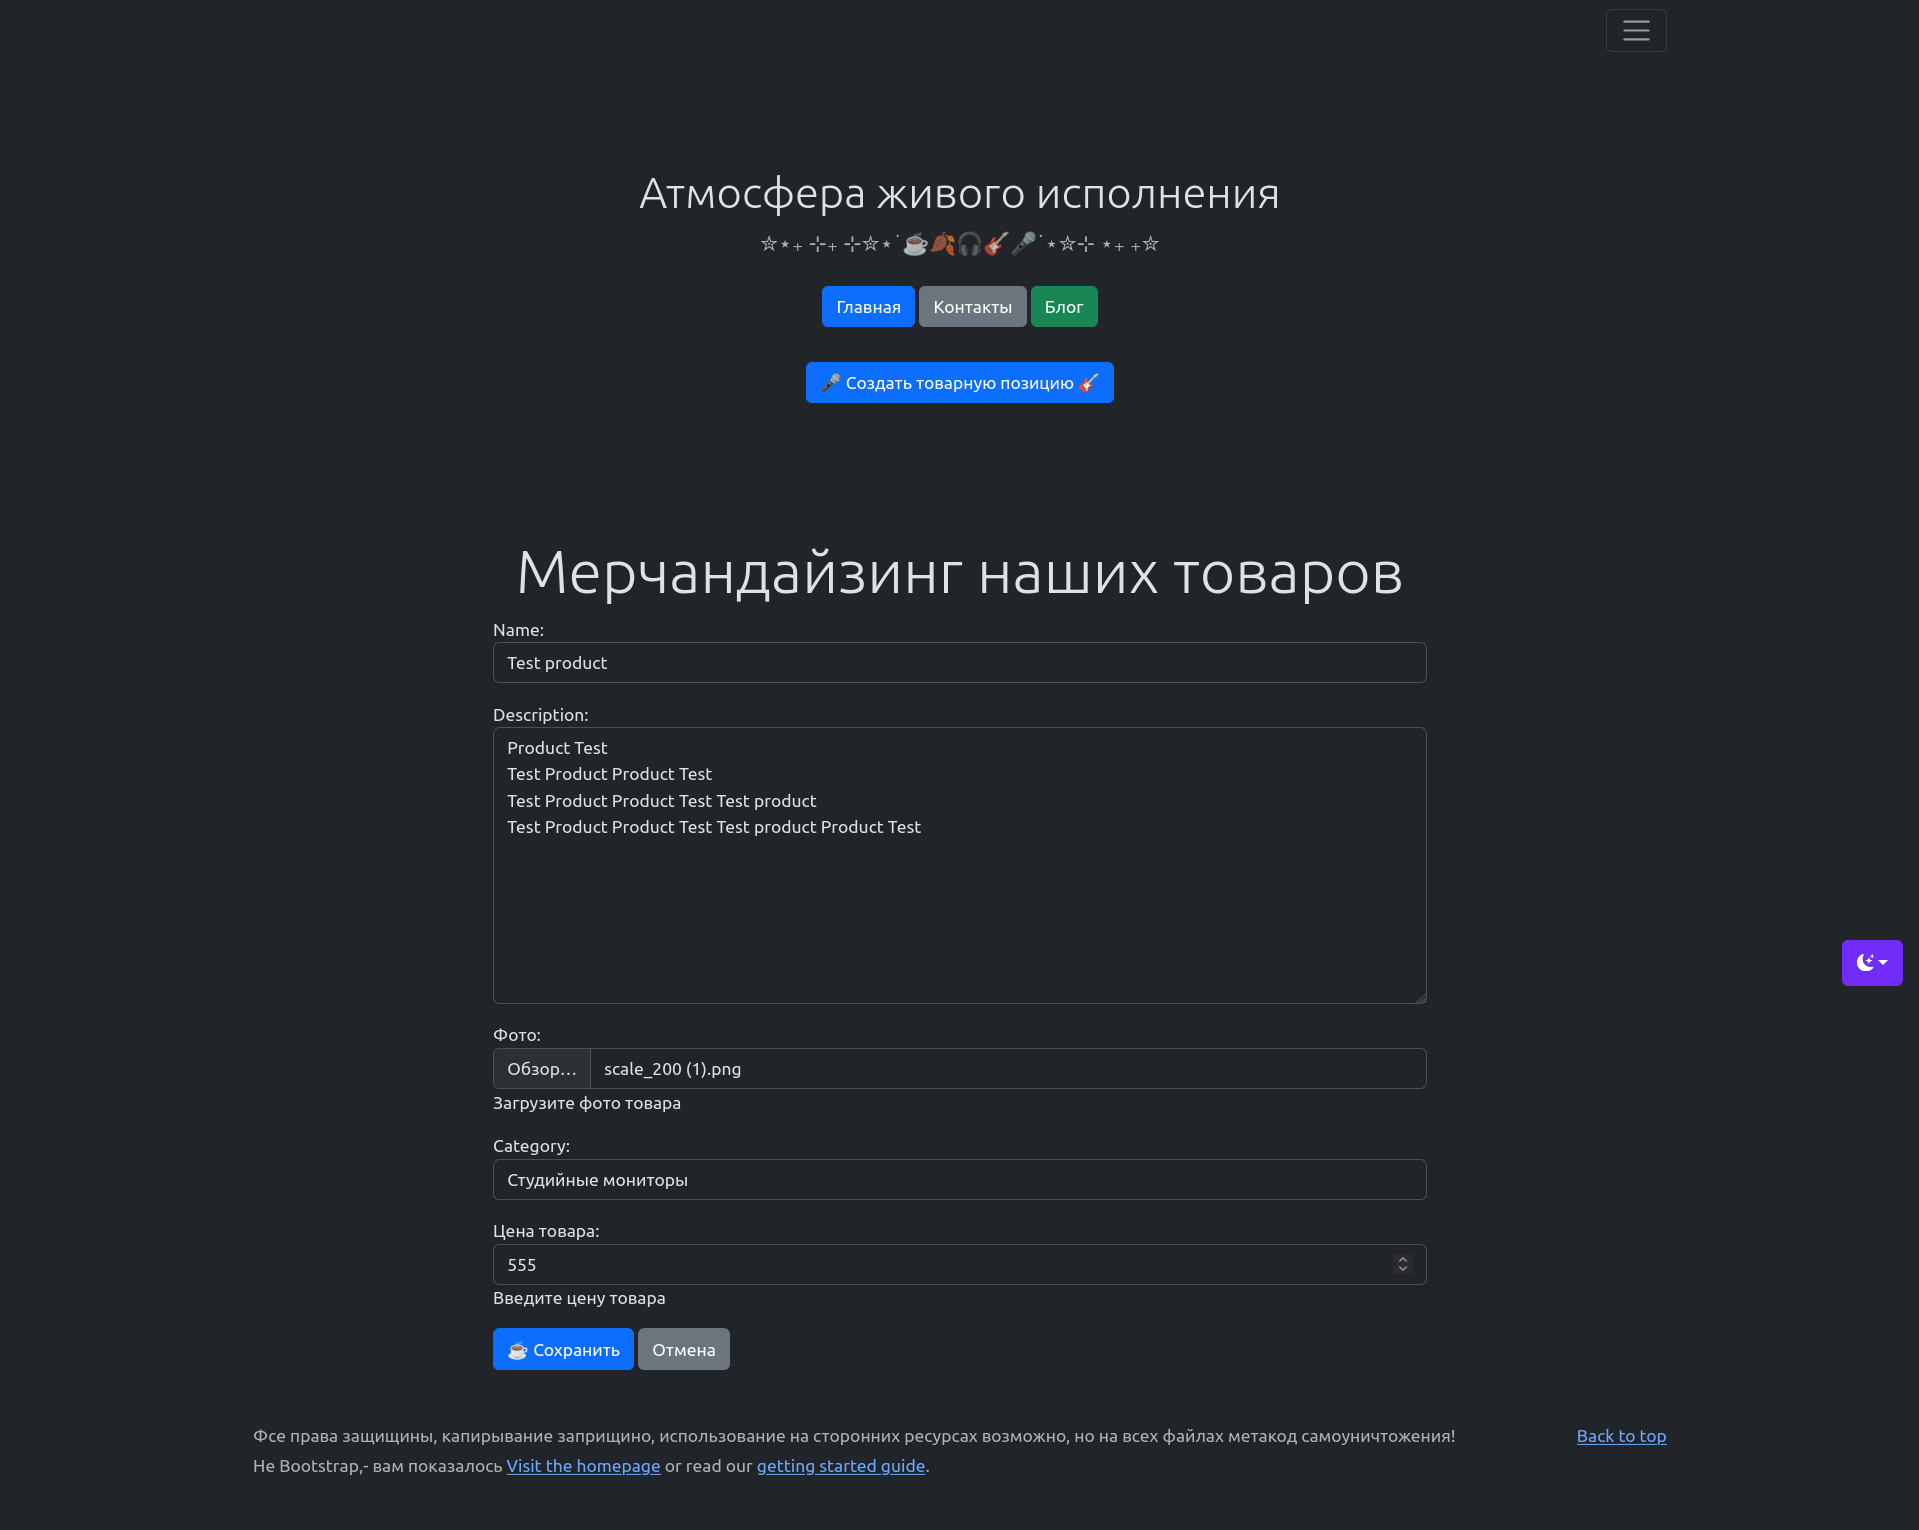 Атмосфера живого исполнения
✮⋆₊ ⊹₊ ⊹✮⋆˙☕🍂🎧🎸🎤˙⋆✮⊹ ⋆₊ ₊✮
Главная Контакты Блог
🎤 Создать товарную позицию 🎸
Мерчандайзинг наших товаров
Name:
Test product
Description:
Product Test
Test Product Product Test
Test Product Product Test Test product
Test Product Product Test Test product Product Test
Фото:
Обзор... scale_200 (1).png
Загрузите фото товара
Category:
Студийные мониторы
Цена товара:
555
Введите цену товара
☕ Сохранить Отмена
Фсе права защищины, капирывание заприщино, использование на сторонних ресурсах возможно, но на всех файлах метакод самоуничтожения! Back to top
Не Bootstrap,- вам показалось Visit the homepage or read our getting started guide.